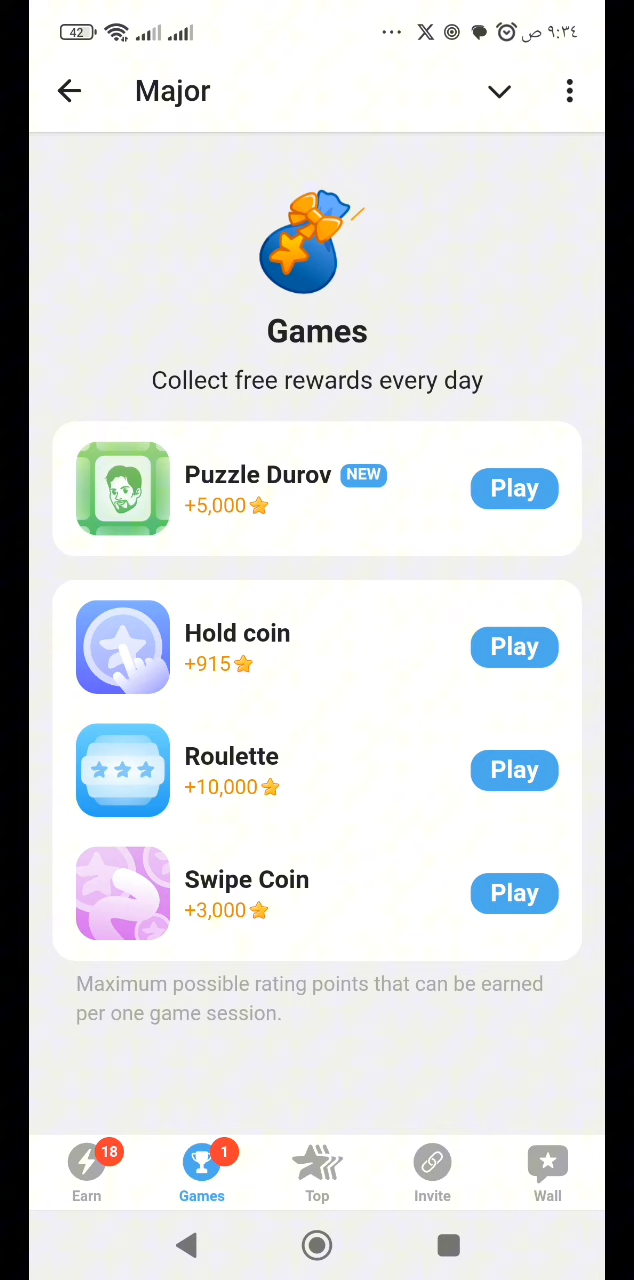 42 ٩:٣٤ ص
Major
Games
Collect free rewards every day
Puzzle Durov NEW
+5,000
Play
Hold coin
+915
Play
Roulette
+10,000
Play
Swipe Coin
+3,000
Play
Maximum possible rating points that can be earned
per one game session.
18 1
Earn Games Top Invite Wall